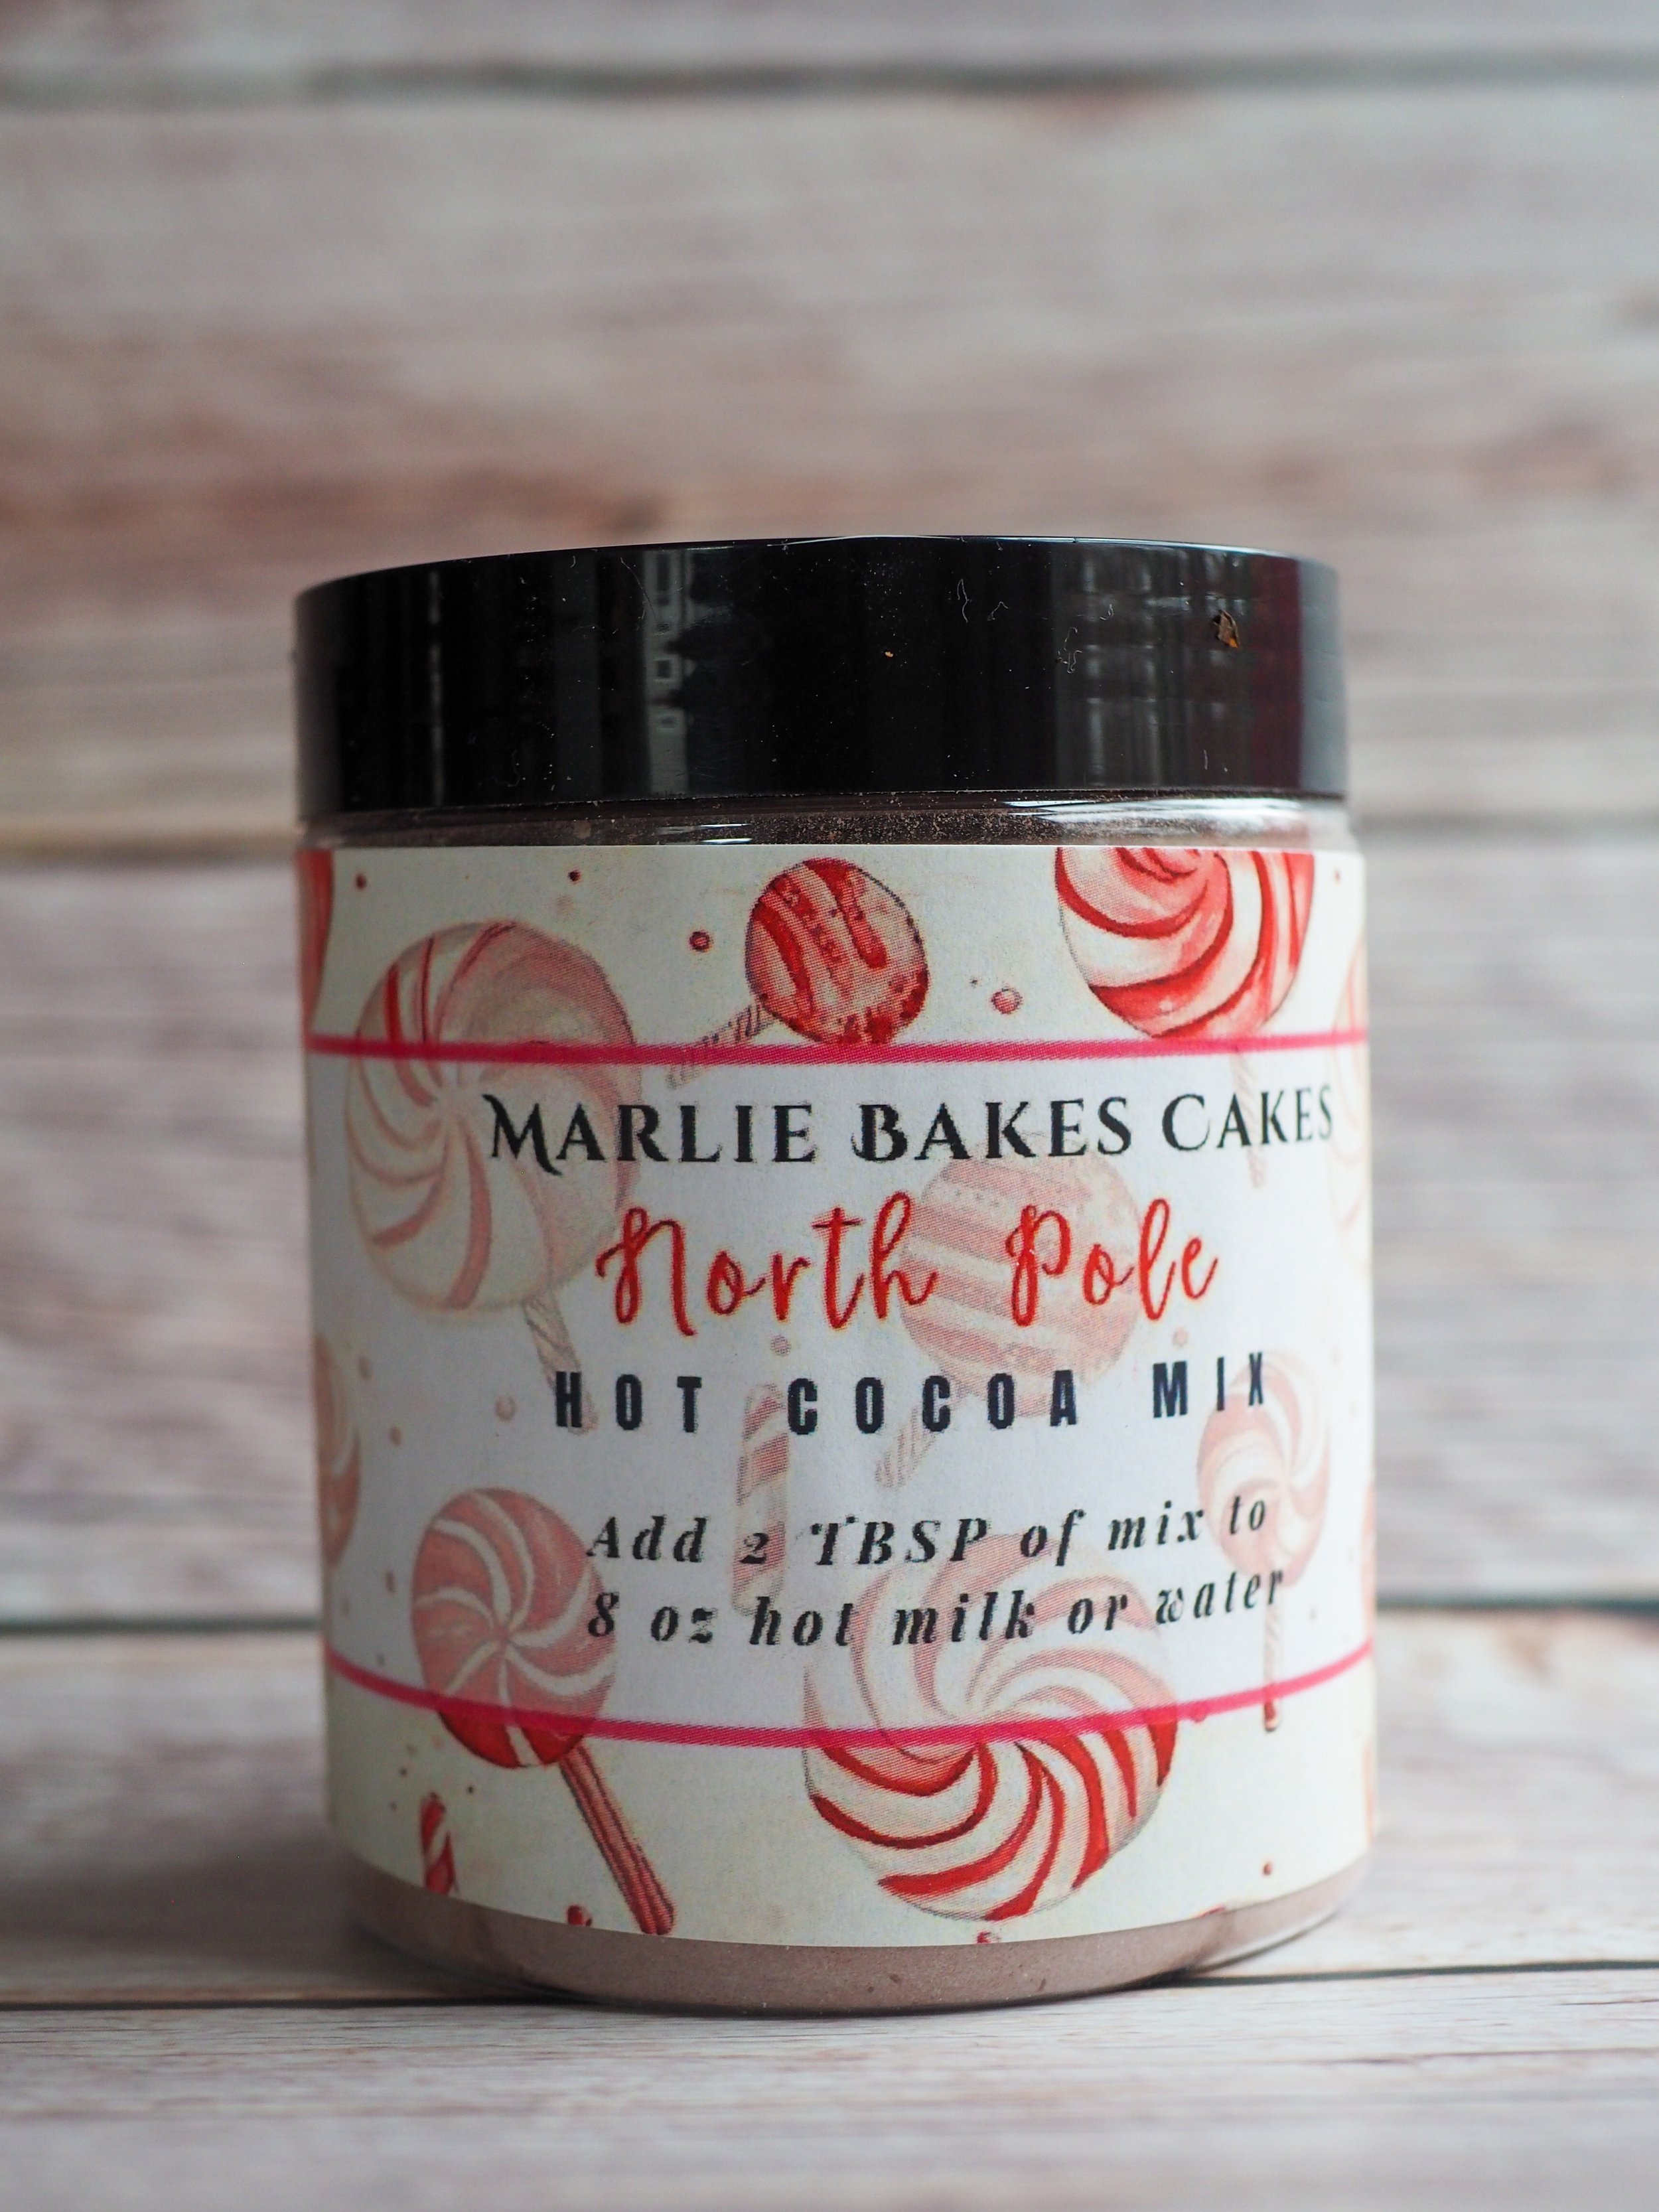 MARLIE BAKES CAKES
North Pole
HOT COCOA MIX
Add 2 TBSP of mix to
8 oz hot milk or water